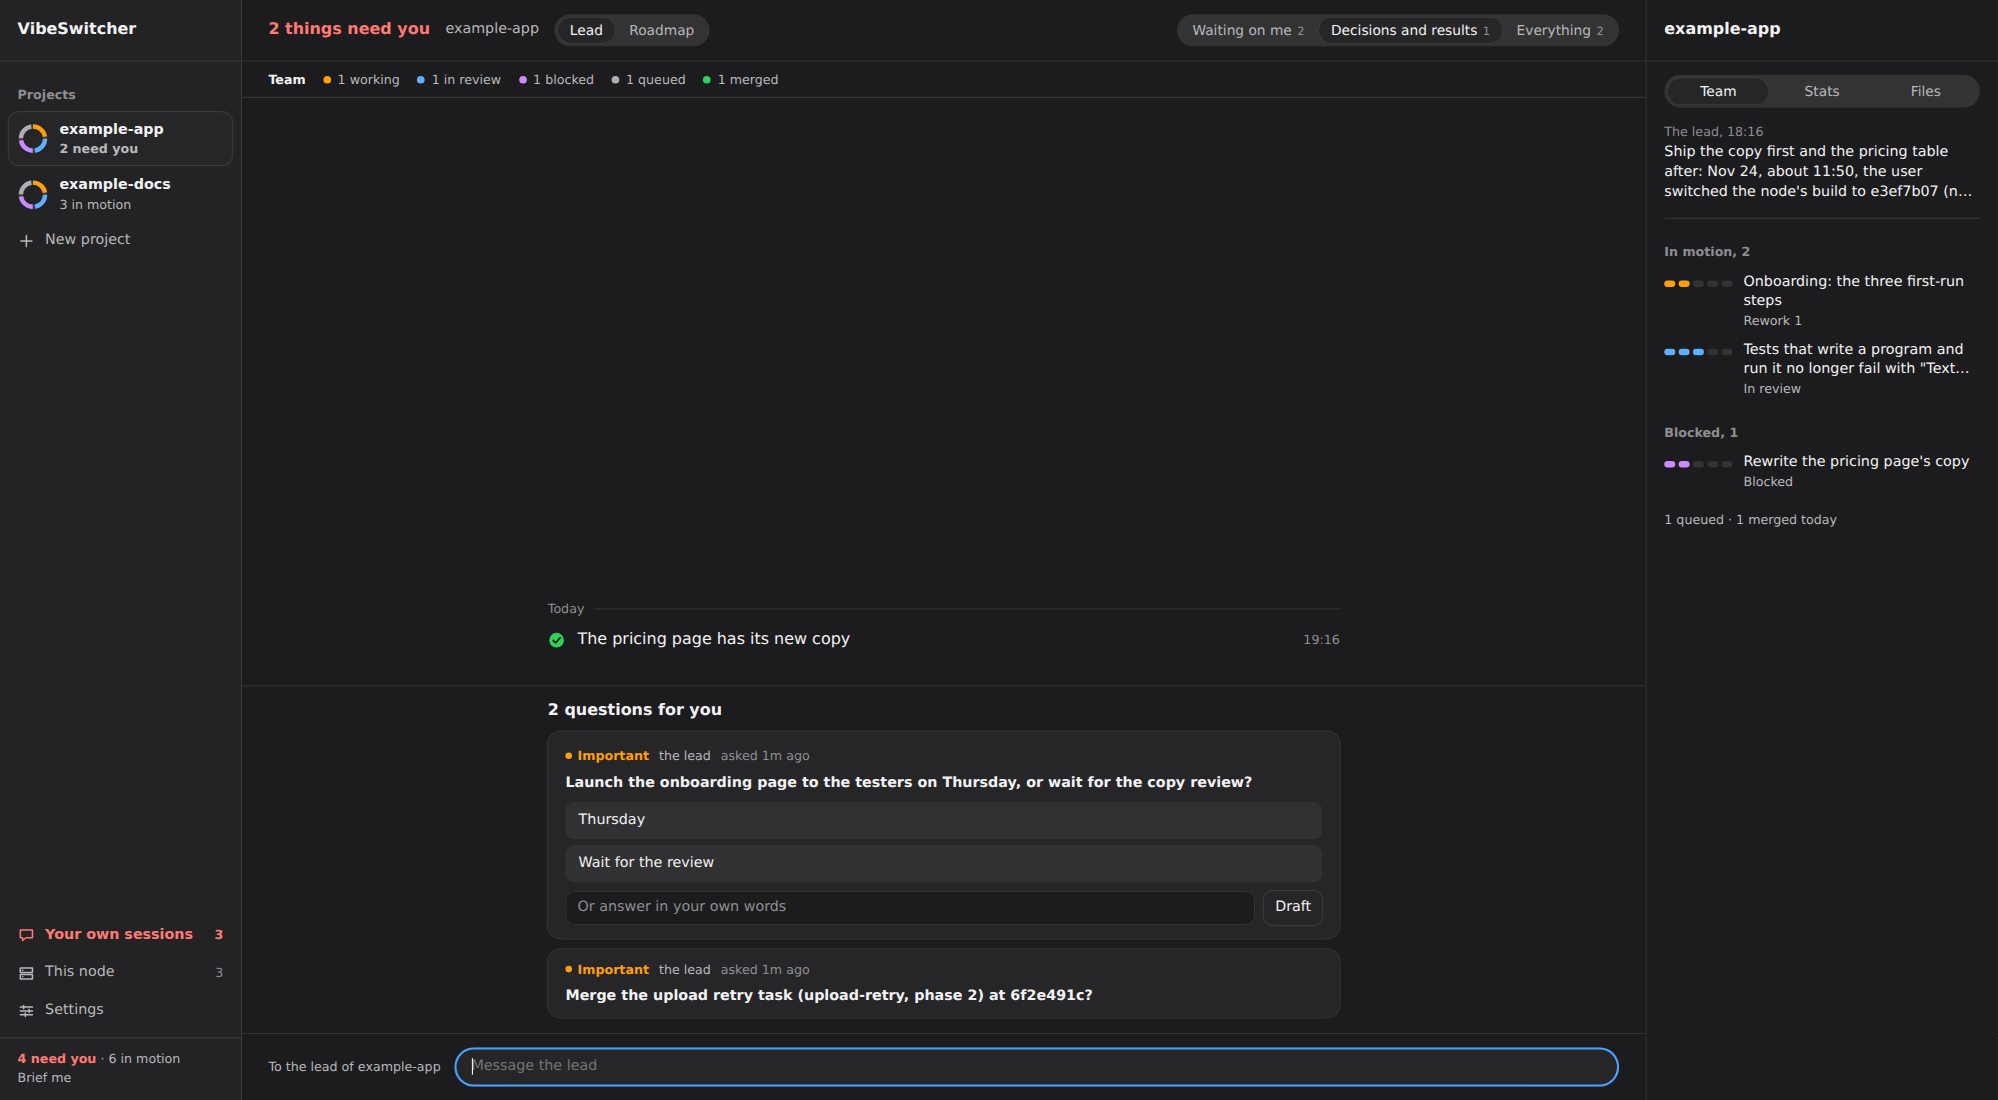 VibeSwitcher
Projects
example-app
2 need you
example-docs
3 in motion
New project
Your own sessions 3
This node 3
Settings
4 need you · 6 in motion
Brief me
2 things need you example-app Lead Roadmap
Waiting on me 2 Decisions and results 1 Everything 2
Team 1 working 1 in review 1 blocked 1 queued 1 merged
Today
The pricing page has its new copy 19:16
2 questions for you
Important the lead asked 1m ago
Launch the onboarding page to the testers on Thursday, or wait for the copy review?
Thursday
Wait for the review
Or answer in your own words Draft
Important the lead asked 1m ago
Merge the upload retry task (upload-retry, phase 2) at 6f2e491c?
To the lead of example-app Message the lead
example-app
Team Stats Files
The lead, 18:16
Ship the copy first and the pricing table
after: Nov 24, about 11:50, the user
switched the node's build to e3ef7b07 (n…
In motion, 2
Onboarding: the three first-run
steps
Rework 1
Tests that write a program and
run it no longer fail with "Text…
In review
Blocked, 1
Rewrite the pricing page's copy
Blocked
1 queued · 1 merged today